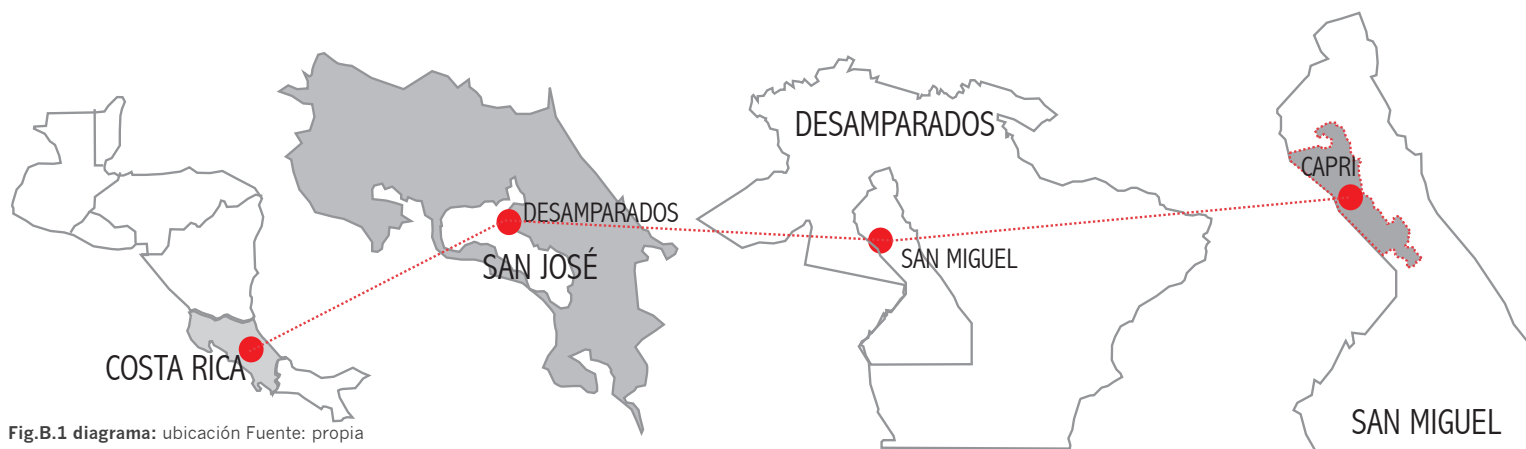 COSTA RICA
DESAMPARADOS
SAN JOSÉ
DESAMPARADOS
SAN MIGUEL
CAPRI
SAN MIGUEL
Fig.B.1 diagrama: ubicación Fuente: propia